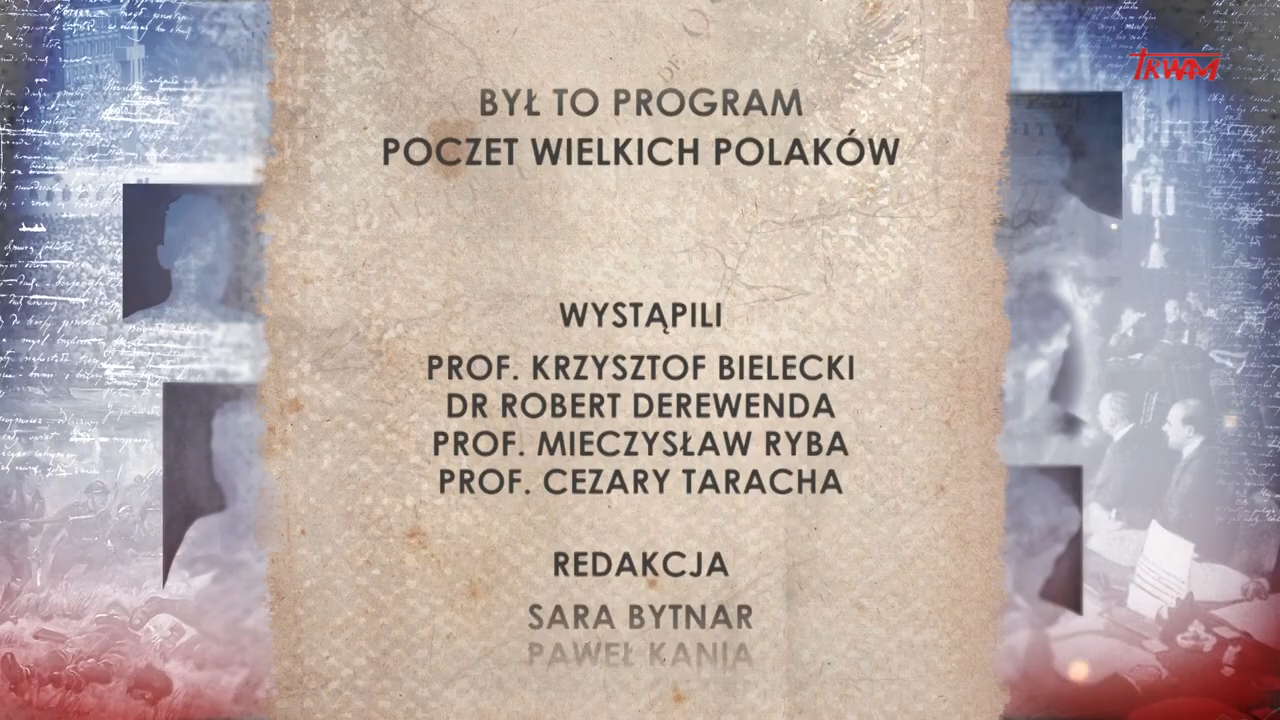 TRWAM
BYŁ TO PROGRAM
POCZET WIELKICH POLAKÓW
WYSTĄPILI
PROF. KRZYSZTOF BIELECKI
DR ROBERT DEREWENDA
PROF. MIECZYSŁAW RYBA
PROF. CEZARY TARACHA
REDAKCJA
SARA BYTNAR
PAWEŁ KANIA